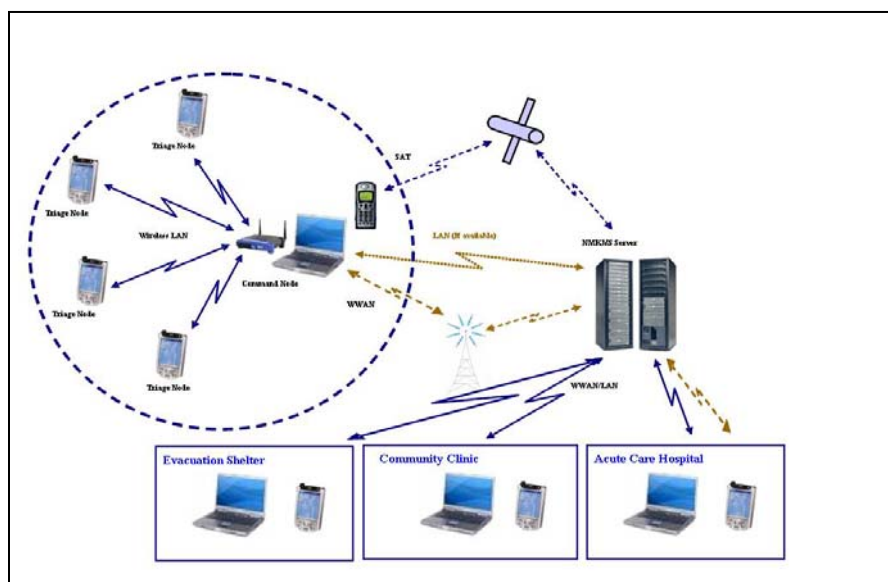 Triage Node
SAT
Triage Node
Wireless LAN
LAN (If available)
NMKMS Server
Command Node
Triage Node
WWAN
Triage Node
WWAN/LAN
Evacuation Shelter
Community Clinic
Acute Care Hospital